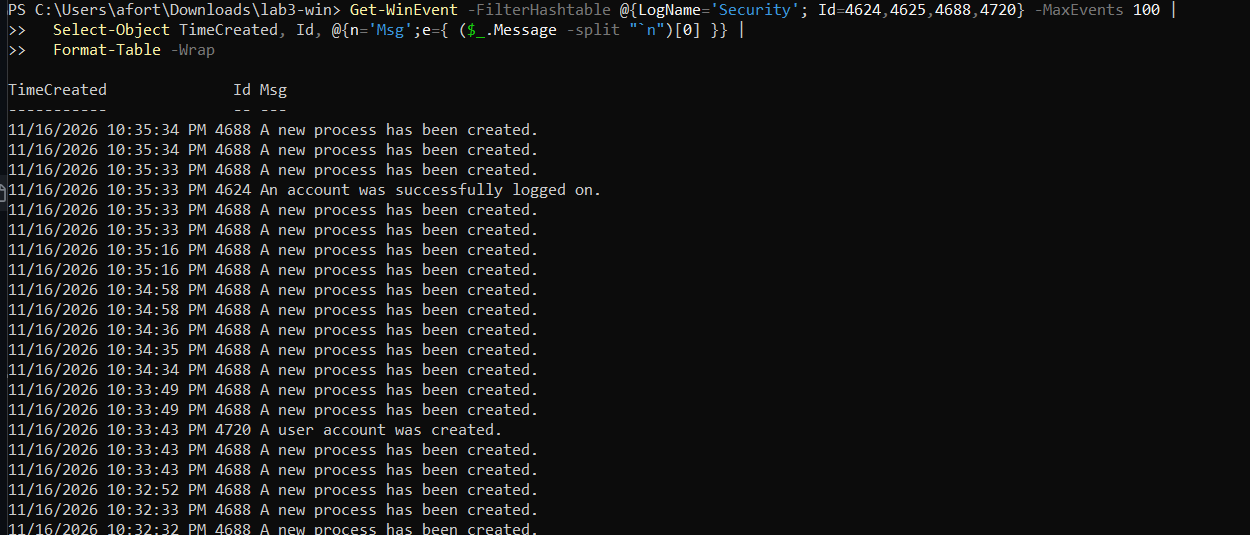 PS C:\Users\afort\Downloads\lab3-win> Get-WinEvent -FilterHashtable @{LogName='Security'; Id=4624,4625,4688,4720} -MaxEvents 100 |
>>   Select-Object TimeCreated, Id, @{n='Msg';e={ ($_.Message -split "`n")[0] }} |
>>   Format-Table -Wrap
TimeCreated              Id Msg
-----------              -- ---
11/16/2026 10:35:34 PM 4688 A new process has been created.
11/16/2026 10:35:34 PM 4688 A new process has been created.
11/16/2026 10:35:33 PM 4688 A new process has been created.
11/16/2026 10:35:33 PM 4624 An account was successfully logged on.
11/16/2026 10:35:33 PM 4688 A new process has been created.
11/16/2026 10:35:33 PM 4688 A new process has been created.
11/16/2026 10:35:16 PM 4688 A new process has been created.
11/16/2026 10:35:16 PM 4688 A new process has been created.
11/16/2026 10:34:58 PM 4688 A new process has been created.
11/16/2026 10:34:58 PM 4688 A new process has been created.
11/16/2026 10:34:36 PM 4688 A new process has been created.
11/16/2026 10:34:35 PM 4688 A new process has been created.
11/16/2026 10:34:34 PM 4688 A new process has been created.
11/16/2026 10:33:49 PM 4688 A new process has been created.
11/16/2026 10:33:49 PM 4688 A new process has been created.
11/16/2026 10:33:43 PM 4720 A user account was created.
11/16/2026 10:33:43 PM 4688 A new process has been created.
11/16/2026 10:33:43 PM 4688 A new process has been created.
11/16/2026 10:32:52 PM 4688 A new process has been created.
11/16/2026 10:32:33 PM 4688 A new process has been created.
11/16/2026 10:32:32 PM 4688 A new process has been created.